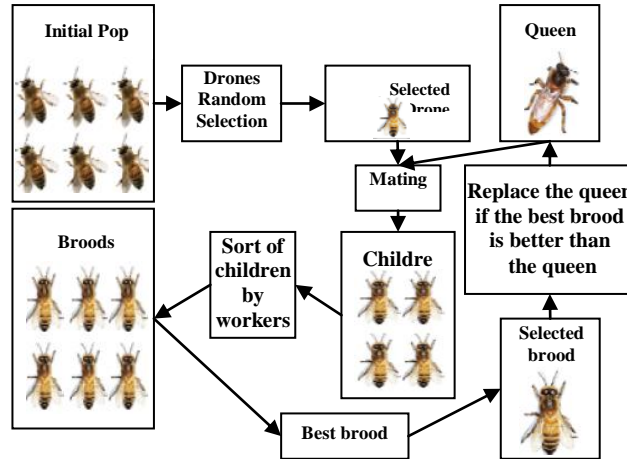 Initial Pop
Drones
Random
Selection
Selected
Queen
Mating
Replace the queen
if the best brood
is better than
the queen
Broods
Sort of
children
by
workers
Childre
Selected
brood
Best brood